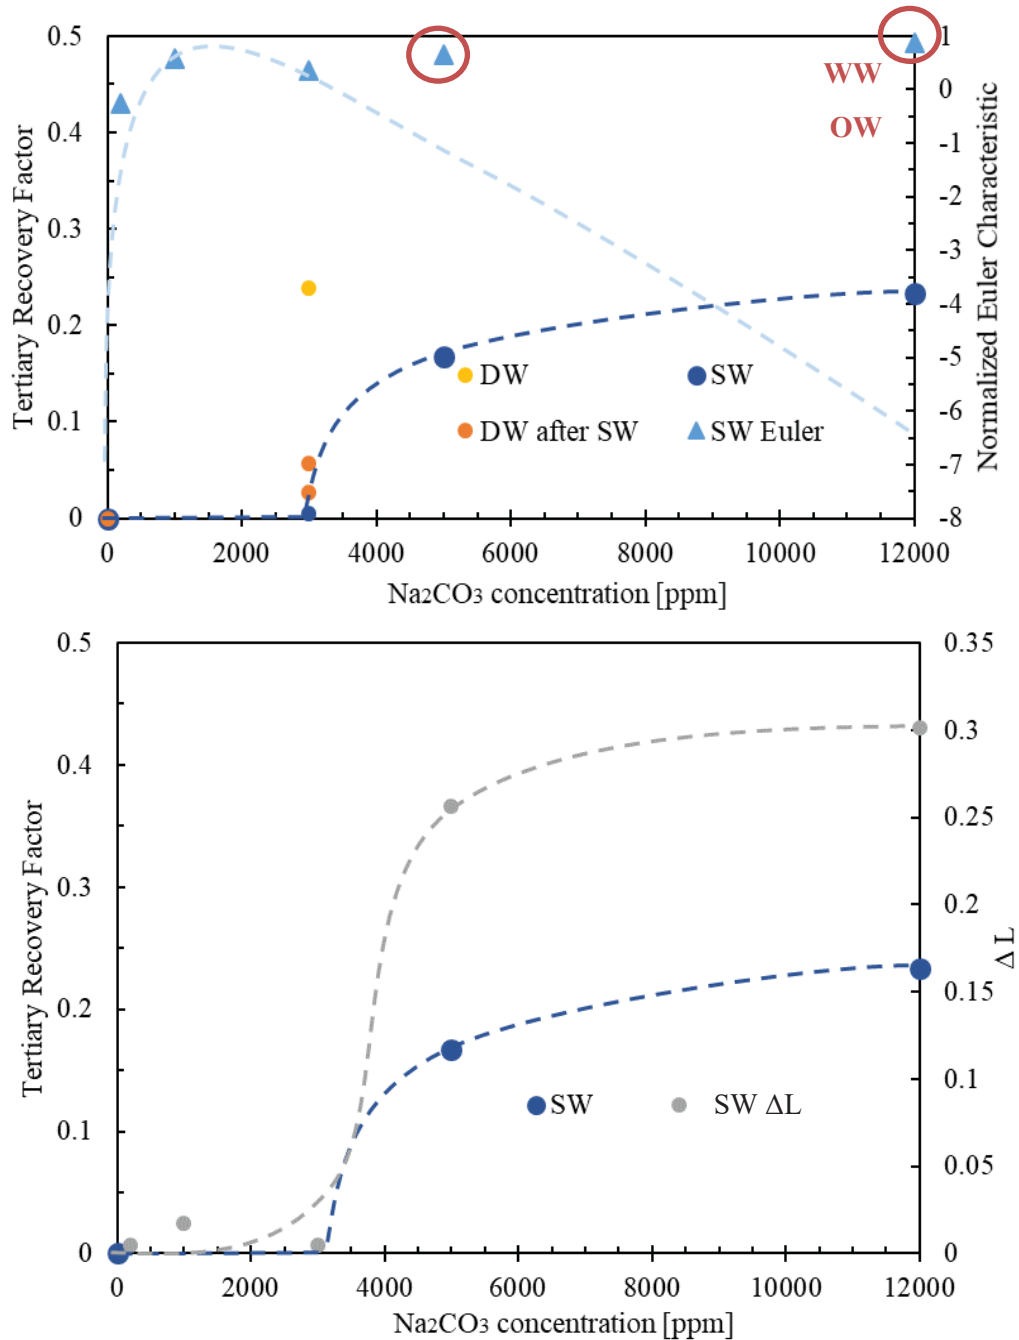 0.5
0.4
0.3
0.2
0.1
0
Tertiary Recovery Factor
1
0
-1
-2
-3
-4
-5
-6
-7
-8
Normalized Euler Characteristic
WW
OW
DW
SW
DW after SW
SW Euler
0 2000 4000 6000 8000 10000 12000
Na2CO3 concentration [ppm]
0.5
0.4
0.3
0.2
0.1
0
Tertiary Recovery Factor
0.35
0.3
0.25
0.2
0.15
0.1
0.05
0
Δ L
SW
SW ΔL
0 2000 4000 6000 8000 10000 12000
Na2CO3 concentration [ppm]